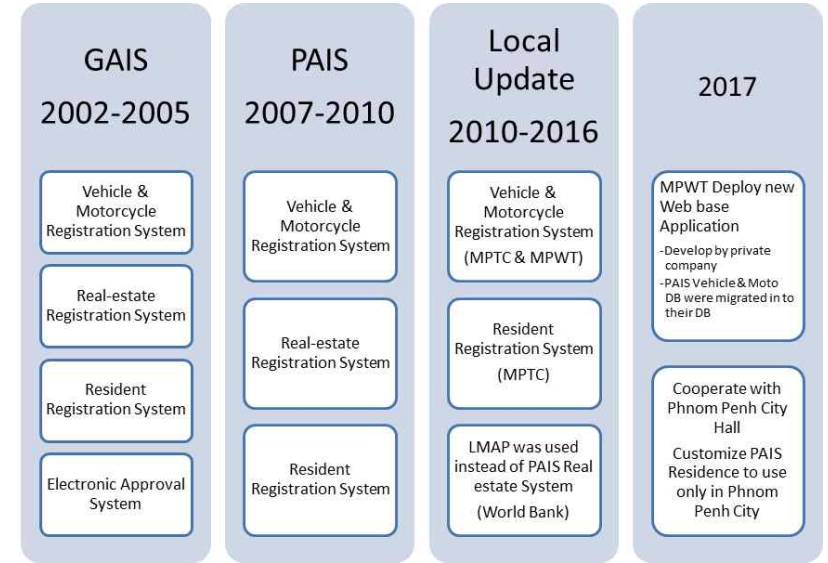 GAIS
2002-2005
Vehicle &
Motorcycle
Registration System
Real-estate
Registration System
Resident
Registration System
Electronic Approval
System
PAIS
2007-2010
Vehicle &
Motorcycle
Registration System
Real-estate
Registration System
Resident
Registration System
Local
Update
2010-2016
Vehicle &
Motorcycle
Registration System
(MPTC & MPWT)
Resident
Registration System
(MPTC)
LMAP was used
instead of PAIS Real
estate System
(World Bank)
2017
MPWT Deploy new
Web base
Application
-Develop by private
company
-PAIS Vehicle & Moto
DB were migrated in to
their DB
Cooperate with
Phnom Penh City
Hall
Customize PAIS
Residence to use
only in Phnom
Penh City